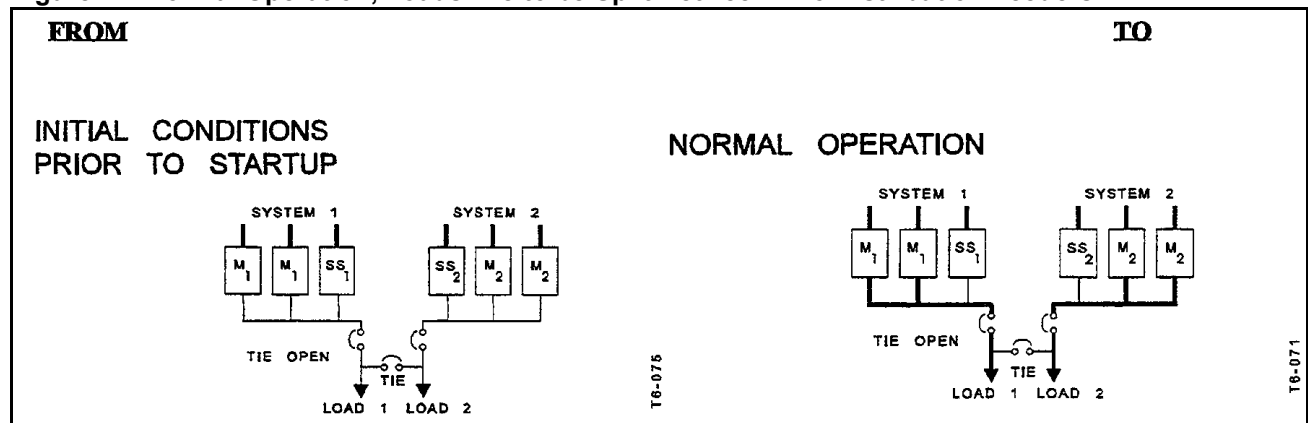 FROM
TO
INITIAL CONDITIONS
PRIOR TO STARTUP
SYSTEM 1
SYSTEM 2
M1
M1
SS1
SS2
M2
M2
TIE OPEN
TIE
LOAD 1
LOAD 2
T6-075
NORMAL OPERATION
SYSTEM 1
SYSTEM 2
M1
M1
SS1
SS2
M2
M2
TIE OPEN
TIE
LOAD 1
LOAD 2
T6-071